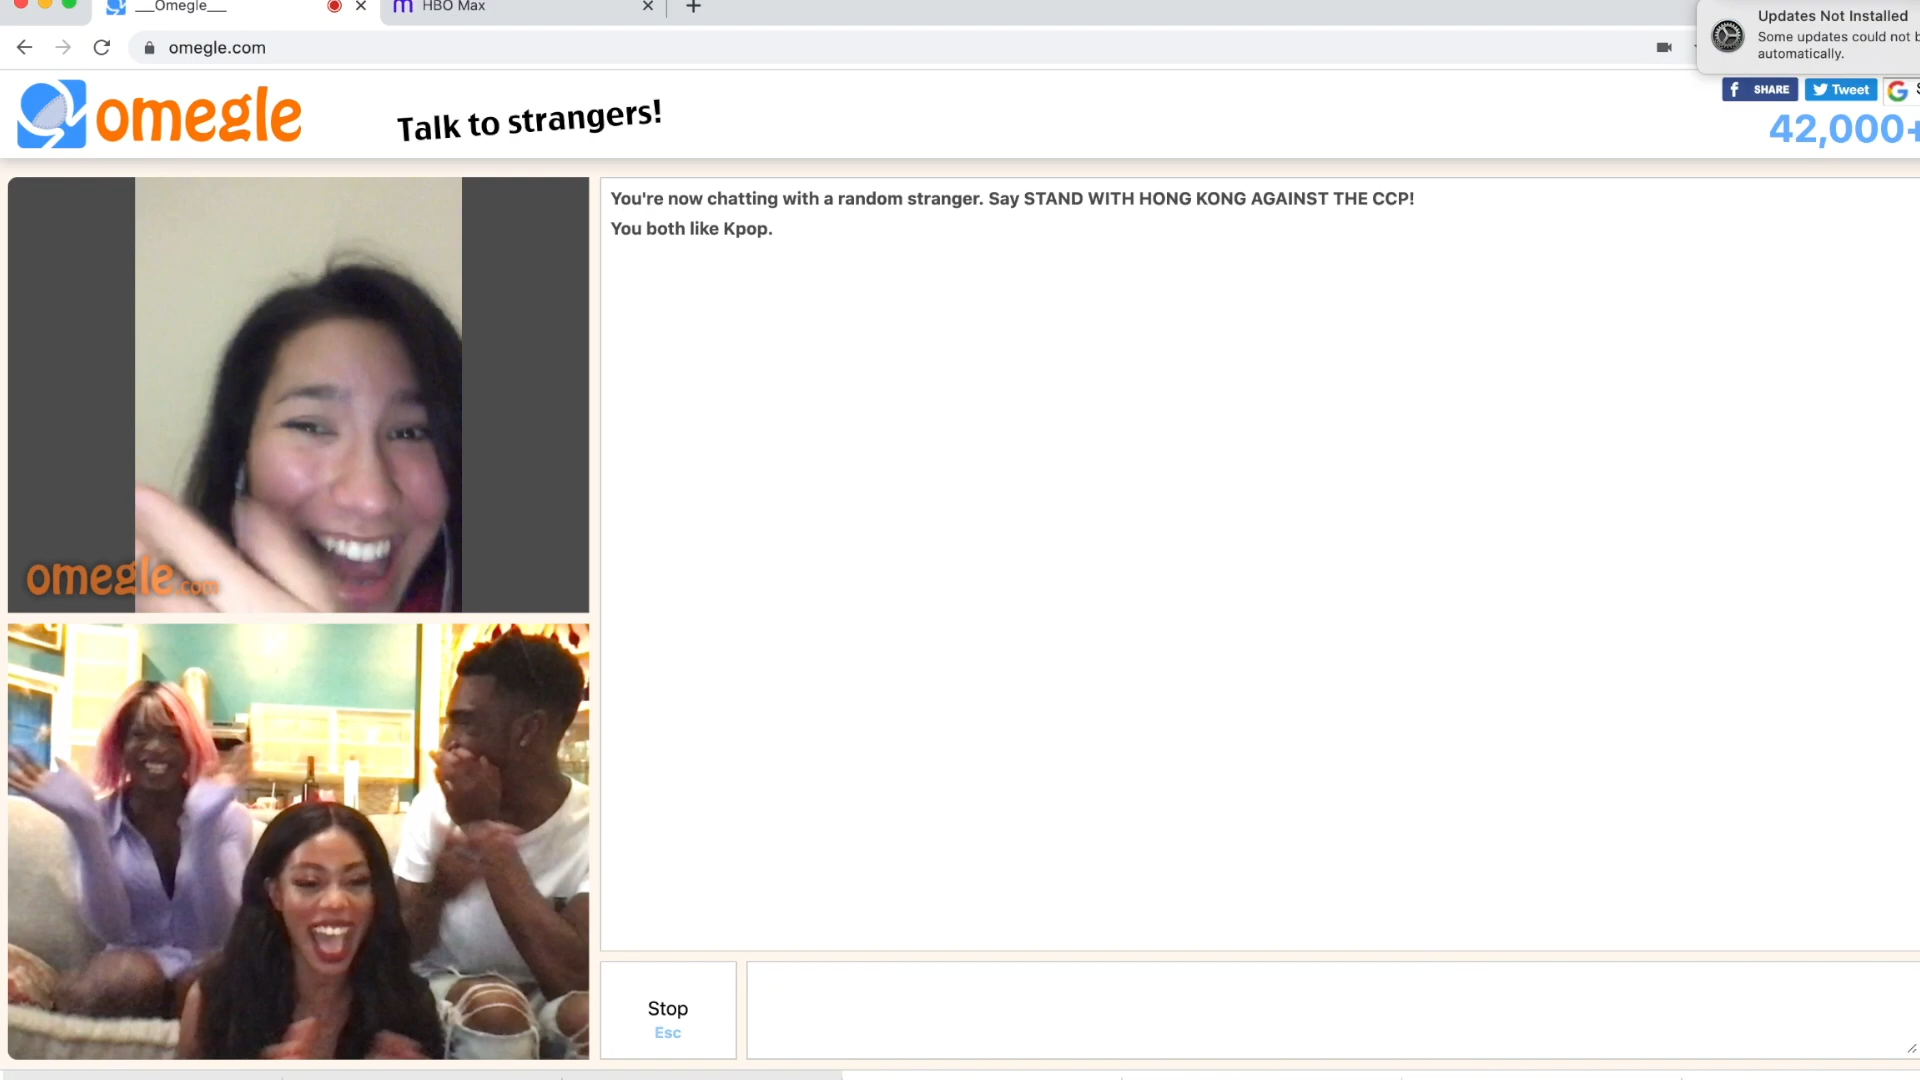 __Omegle__
HBO Max
omegle.com
Updates Not Installed
Some updates could not b
automatically.
omegle
Talk to strangers!
SHARE
Tweet
42,000+
You're now chatting with a random stranger. Say STAND WITH HONG KONG AGAINST THE CCP!
You both like Kpop.
omegle.com
Stop
Esc